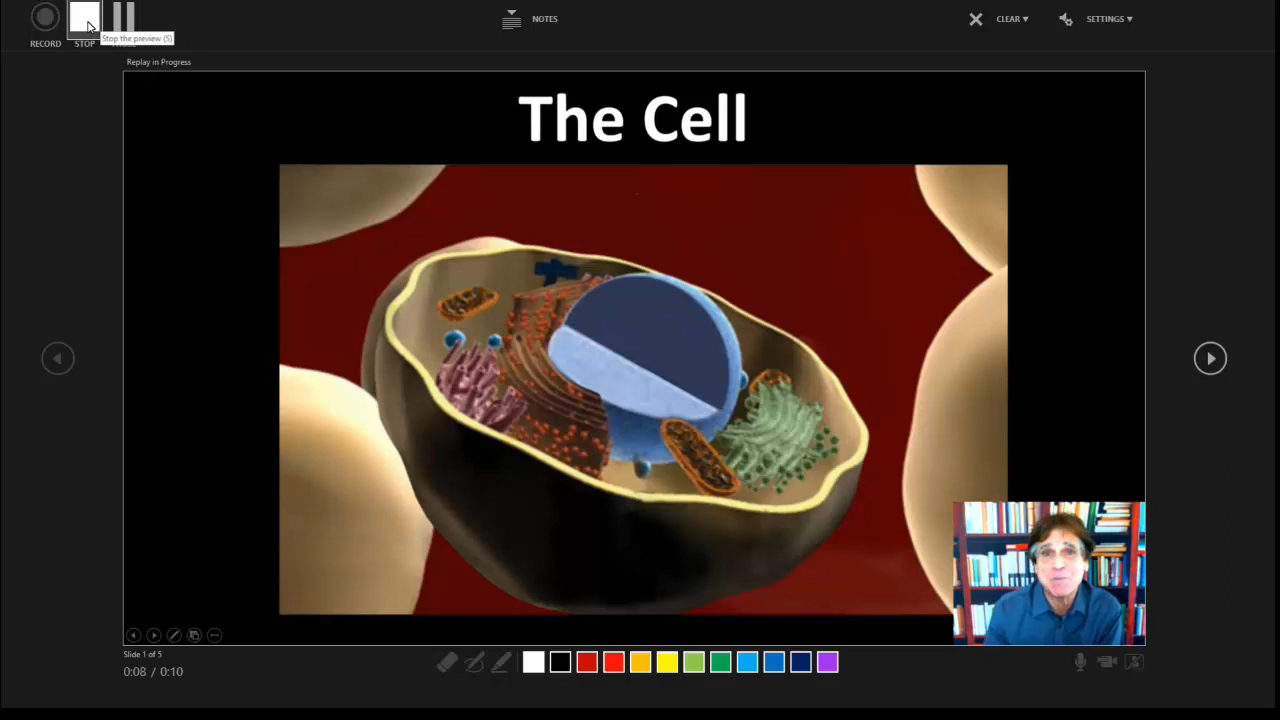 NOTES
CLEAR
SETTINGS
RECORD
STOP
Stop the preview (S)
Replay in Progress
The Cell
Slide 1 of 5
0:08 / 0:10